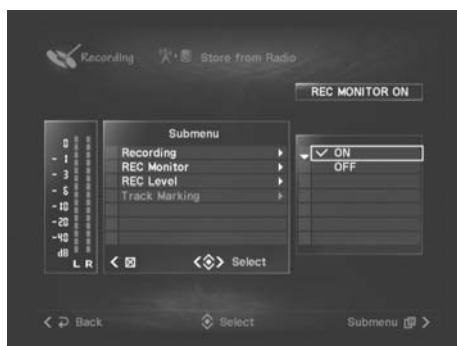 Recording Store from Radio
REC MONITOR ON
Submenu
Recording
REC Monitor
REC Level
Track Marking
ON
OFF
0
- 1
- 3
- 6
-10
-20
-40
dB
L R
Select
Back Select Submenu